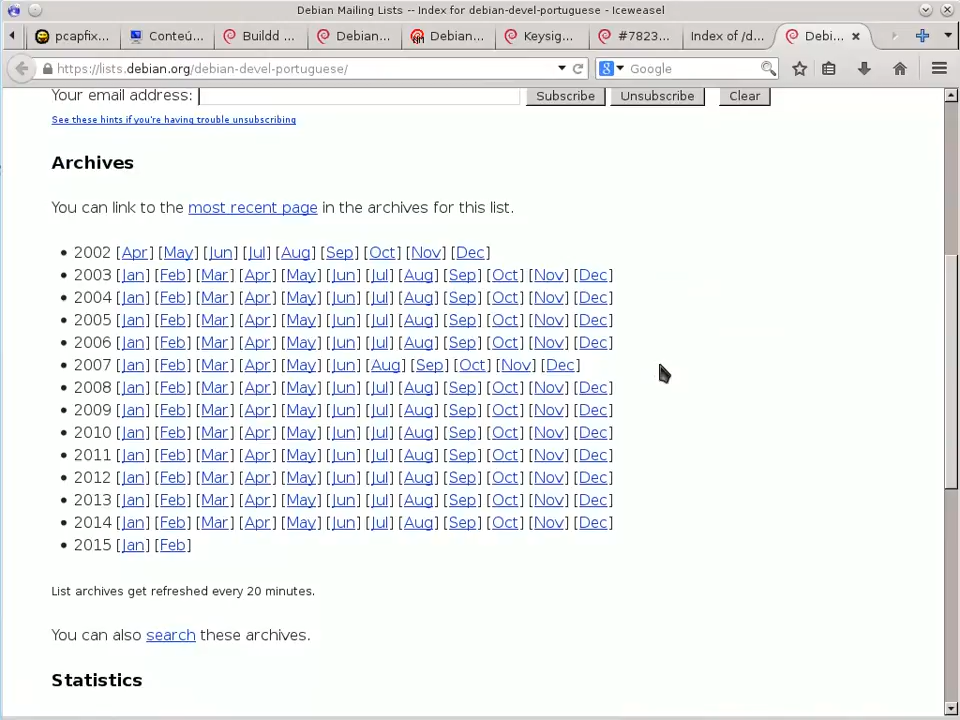 Debian Mailing Lists -- Index for debian-devel-portuguese - Iceweasel
pcapfix... Conteú... Buildd ... Debian... Debian... Keysig... #7823... Index of /d... Debi...
https://lists.debian.org/debian-devel-portuguese/ Google
Your email address: Subscribe Unsubscribe Clear
See these hints if you're having trouble unsubscribing
Archives
You can link to the most recent page in the archives for this list.
• 2002 [Apr] [May] [Jun] [Jul] [Aug] [Sep] [Oct] [Nov] [Dec]
• 2003 [Jan] [Feb] [Mar] [Apr] [May] [Jun] [Jul] [Aug] [Sep] [Oct] [Nov] [Dec]
• 2004 [Jan] [Feb] [Mar] [Apr] [May] [Jun] [Jul] [Aug] [Sep] [Oct] [Nov] [Dec]
• 2005 [Jan] [Feb] [Mar] [Apr] [May] [Jun] [Jul] [Aug] [Sep] [Oct] [Nov] [Dec]
• 2006 [Jan] [Feb] [Mar] [Apr] [May] [Jun] [Jul] [Aug] [Sep] [Oct] [Nov] [Dec]
• 2007 [Jan] [Feb] [Mar] [Apr] [May] [Jun] [Aug] [Sep] [Oct] [Nov] [Dec]
• 2008 [Jan] [Feb] [Mar] [Apr] [May] [Jun] [Jul] [Aug] [Sep] [Oct] [Nov] [Dec]
• 2009 [Jan] [Feb] [Mar] [Apr] [May] [Jun] [Jul] [Aug] [Sep] [Oct] [Nov] [Dec]
• 2010 [Jan] [Feb] [Mar] [Apr] [May] [Jun] [Jul] [Aug] [Sep] [Oct] [Nov] [Dec]
• 2011 [Jan] [Feb] [Mar] [Apr] [May] [Jun] [Jul] [Aug] [Sep] [Oct] [Nov] [Dec]
• 2012 [Jan] [Feb] [Mar] [Apr] [May] [Jun] [Jul] [Aug] [Sep] [Oct] [Nov] [Dec]
• 2013 [Jan] [Feb] [Mar] [Apr] [May] [Jun] [Jul] [Aug] [Sep] [Oct] [Nov] [Dec]
• 2014 [Jan] [Feb] [Mar] [Apr] [May] [Jun] [Jul] [Aug] [Sep] [Oct] [Nov] [Dec]
• 2015 [Jan] [Feb]
List archives get refreshed every 20 minutes.
You can also search these archives.
Statistics